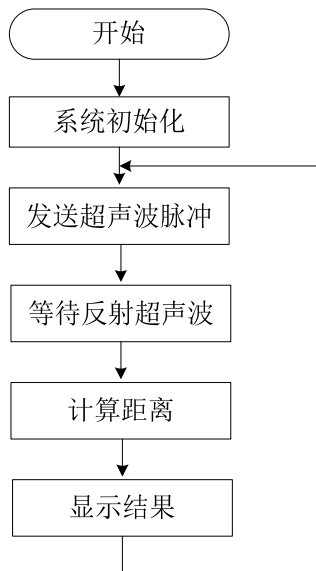 开始
系统初始化
发送超声波脉冲
等待反射超声波
计算距离
显示结果